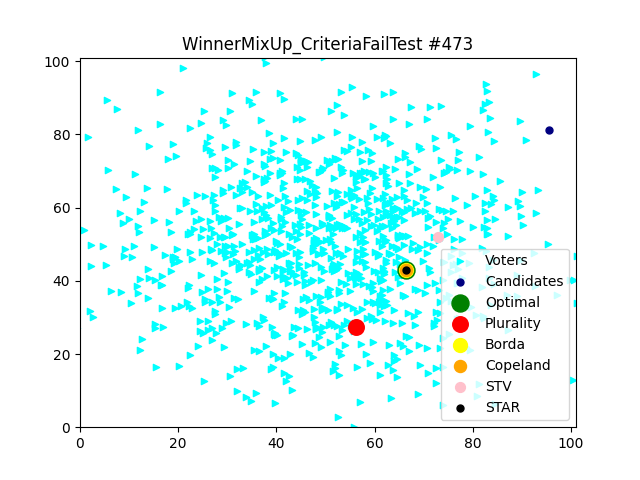 WinnerMixUp_CriteriaFailTest #473
100
80
60
40
20
0
0
20
40
60
80
100
Voters
Candidates
Optimal
Plurality
Borda
Copeland
STV
STAR